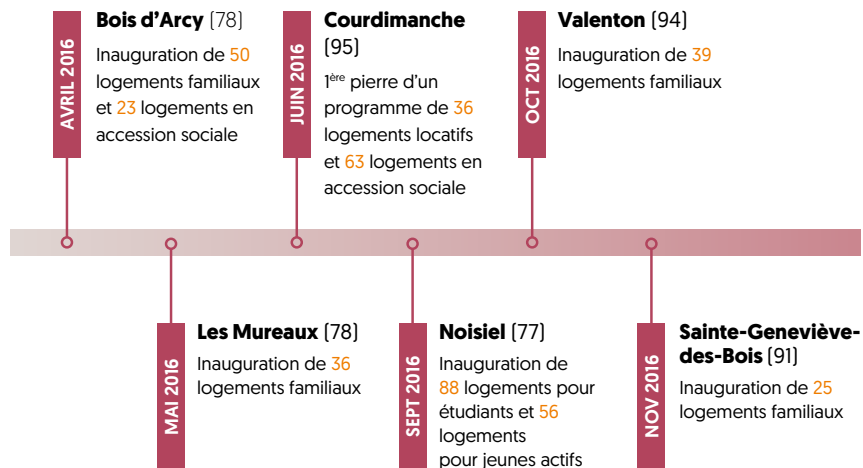 AVRIL 2016
Bois d’Arcy (78)
Inauguration de 50
logements familiaux
et 23 logements en
accession sociale
JUIN 2016
Courdimanche
(95)
1ère pierre d’un
programme de 36
logements locatifs
et 63 logements en
accession sociale
OCT 2016
Valenton (94)
Inauguration de 39
logements familiaux
MAI 2016
Les Mureaux (78)
Inauguration de 36
logements familiaux
SEPT 2016
Noisiel (77)
Inauguration de
88 logements pour
étudiants et 56
logements
pour jeunes actifs
NOV 2016
Sainte-Geneviève-
des-Bois (91)
Inauguration de 25
logements familiaux